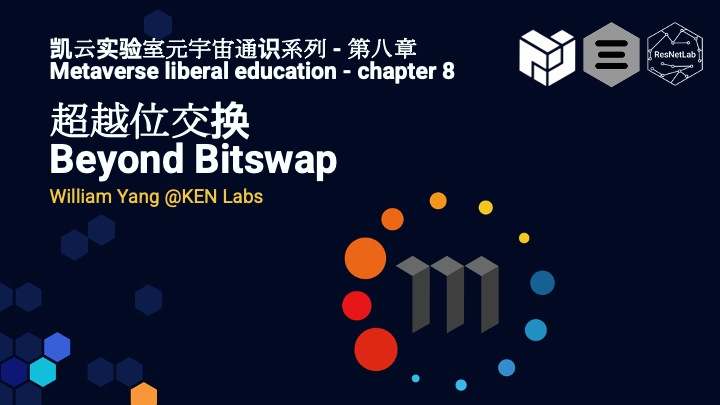 凯云实验室元宇宙通识系列 - 第八章
Metaverse liberal education - chapter 8
ResNetLab
超越位交换
Beyond Bitswap
William Yang @KEN Labs